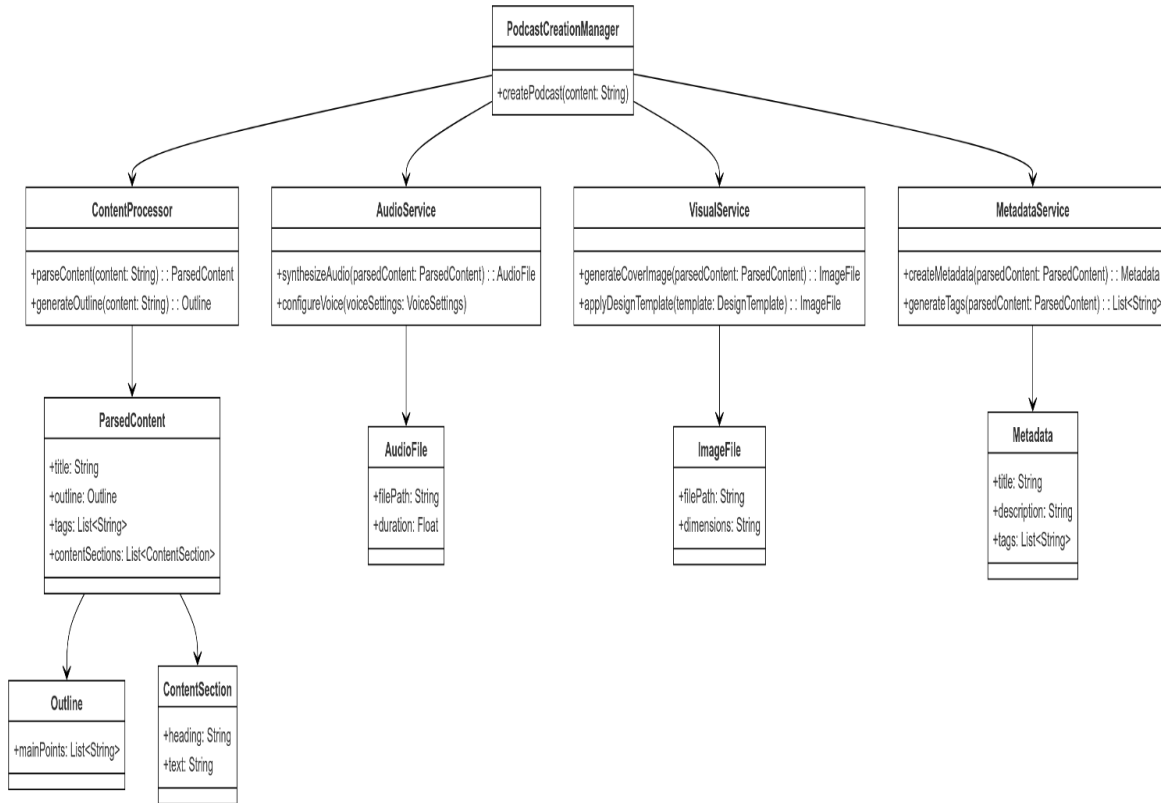 PodcastCreationManager
+createPodcast(content: String)
ContentProcessor
+parseContent(content: String) : : ParsedContent
+generateOutline(content: String) : : Outline
AudioService
+synthesizeAudio(parsedContent: ParsedContent) : : AudioFile
+configureVoice(voiceSettings: VoiceSettings)
VisualService
+generateCoverImage(parsedContent: ParsedContent) : : ImageFile
+applyDesignTemplate(template: DesignTemplate) : : ImageFile
MetadataService
+createMetadata(parsedContent: ParsedContent) : : Metadata
+generateTags(parsedContent: ParsedContent) : : List<String>
ParsedContent
+title: String
+outline: Outline
+tags: List<String>
+contentSections: List<ContentSection>
AudioFile
+filePath: String
+duration: Float
ImageFile
+filePath: String
+dimensions: String
Metadata
+title: String
+description: String
+tags: List<String>
Outline
+mainPoints: List<String>
ContentSection
+heading: String
+text: String